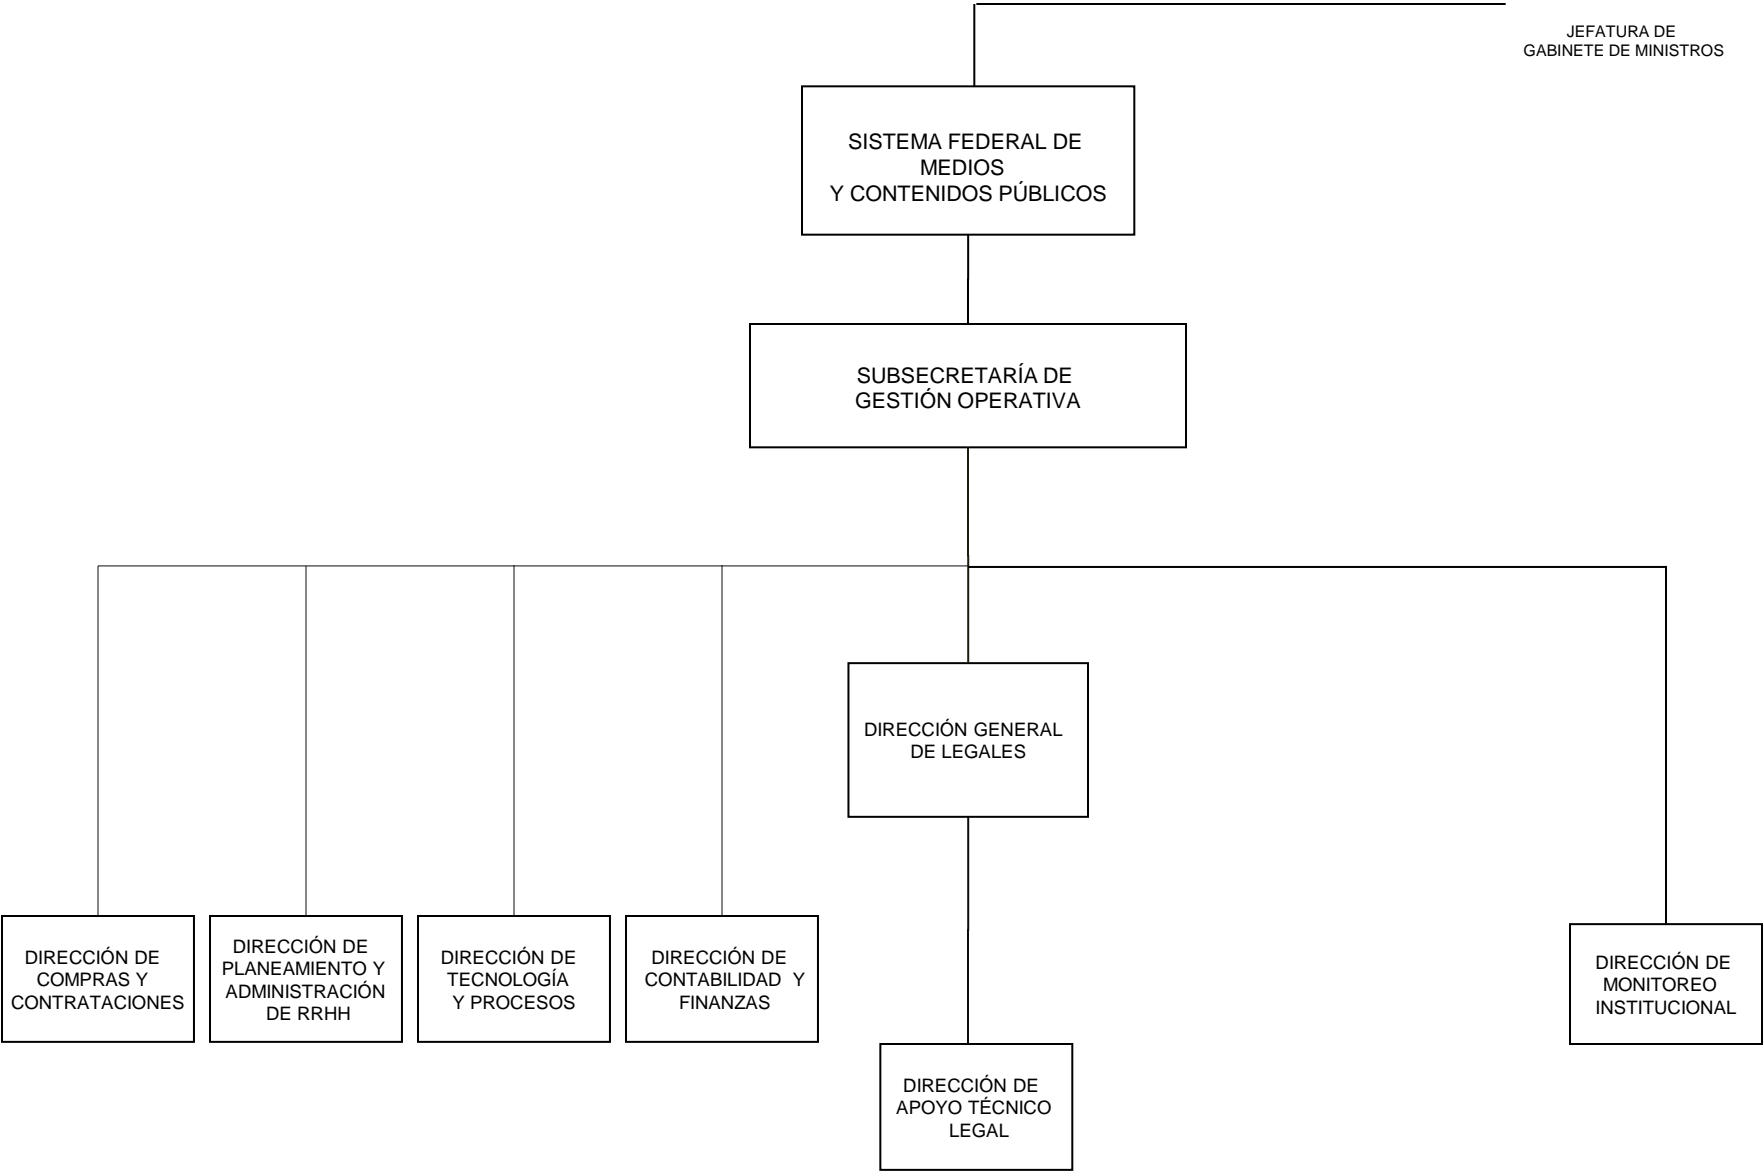 JEFATURA DE
GABINETE DE MINISTROS
SISTEMA FEDERAL DE
MEDIOS
Y CONTENIDOS PÚBLICOS
SUBSECRETARÍA DE
GESTIÓN OPERATIVA
DIRECCIÓN GENERAL
DE LEGALES
DIRECCIÓN DE
COMPRAS Y
CONTRATACIONES
DIRECCIÓN DE
PLANEAMIENTO Y
ADMINISTRACIÓN
DE RRHH
DIRECCIÓN DE
TECNOLOGÍA
Y PROCESOS
DIRECCIÓN DE
CONTABILIDAD Y
FINANZAS
DIRECCIÓN DE
MONITOREO
INSTITUCIONAL
DIRECCIÓN DE
APOYO TÉCNICO
LEGAL